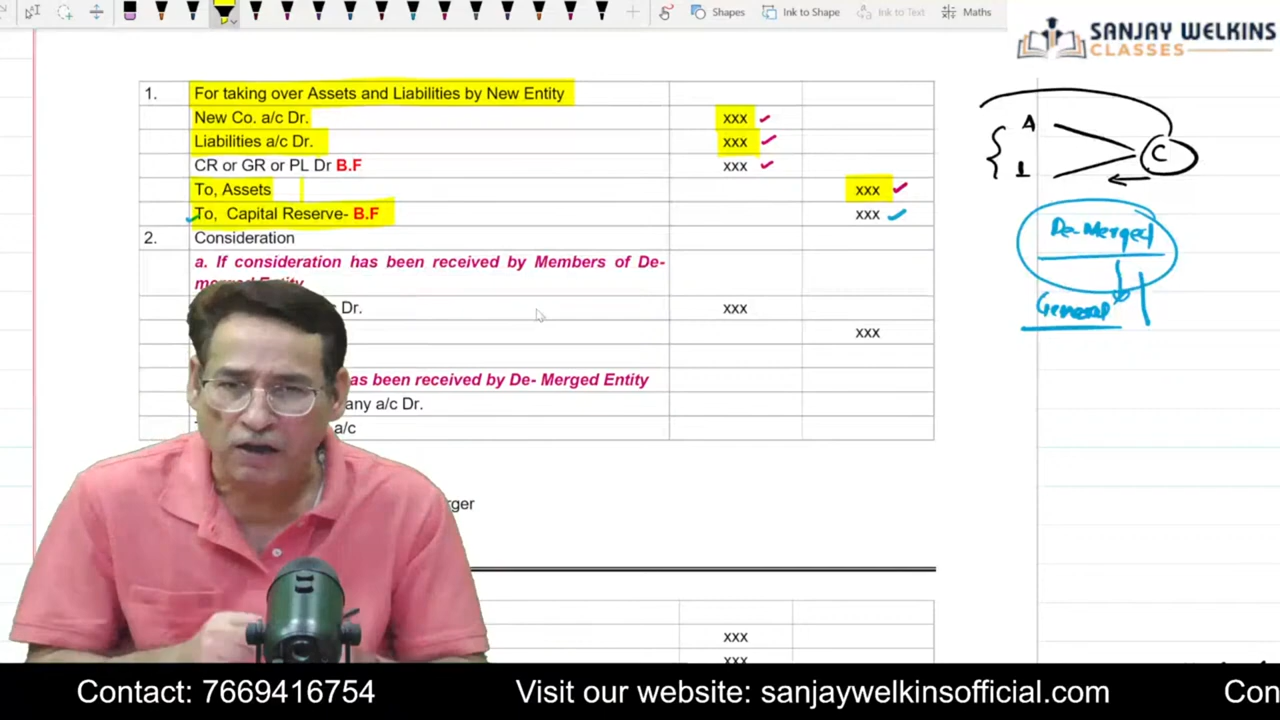 Shapes
Ink to Shape
Ink to Text
Maths
SANJAY WELKINS
CLASSES
1. For taking over Assets and Liabilities by New Entity
New Co. a/c Dr. xxx
Liabilities a/c Dr. xxx
CR or GR or PL Dr B.F xxx
To, Assets xxx
To, Capital Reserve- B.F xxx
2. Consideration
a. If consideration has been received by Members of De-
merged Entity
Dr. xxx
xxx
as been received by De- Merged Entity
any a/c Dr.
a/c
rger
xxx
xxx
A
L
C
De-Merged
General
Contact: 7669416754 Visit our website: sanjaywelkinsofficial.com Con